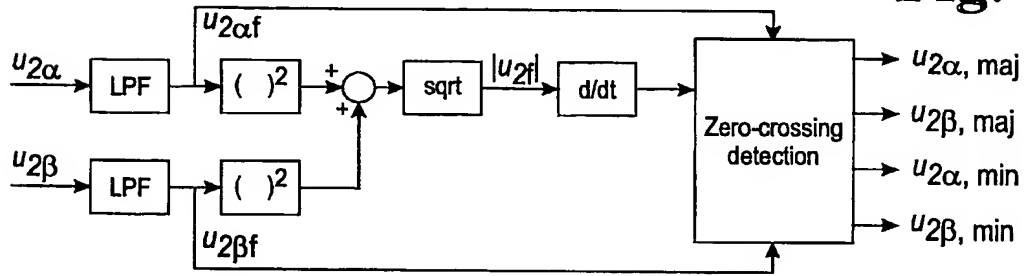 Fig.
u2αf
u2α
LPF
( )²
+
+
sqrt
|u2f|
d/dt
Zero-crossing
detection
u2α, maj
u2β, maj
u2α, min
u2β, min
u2β
LPF
( )²
u2βf